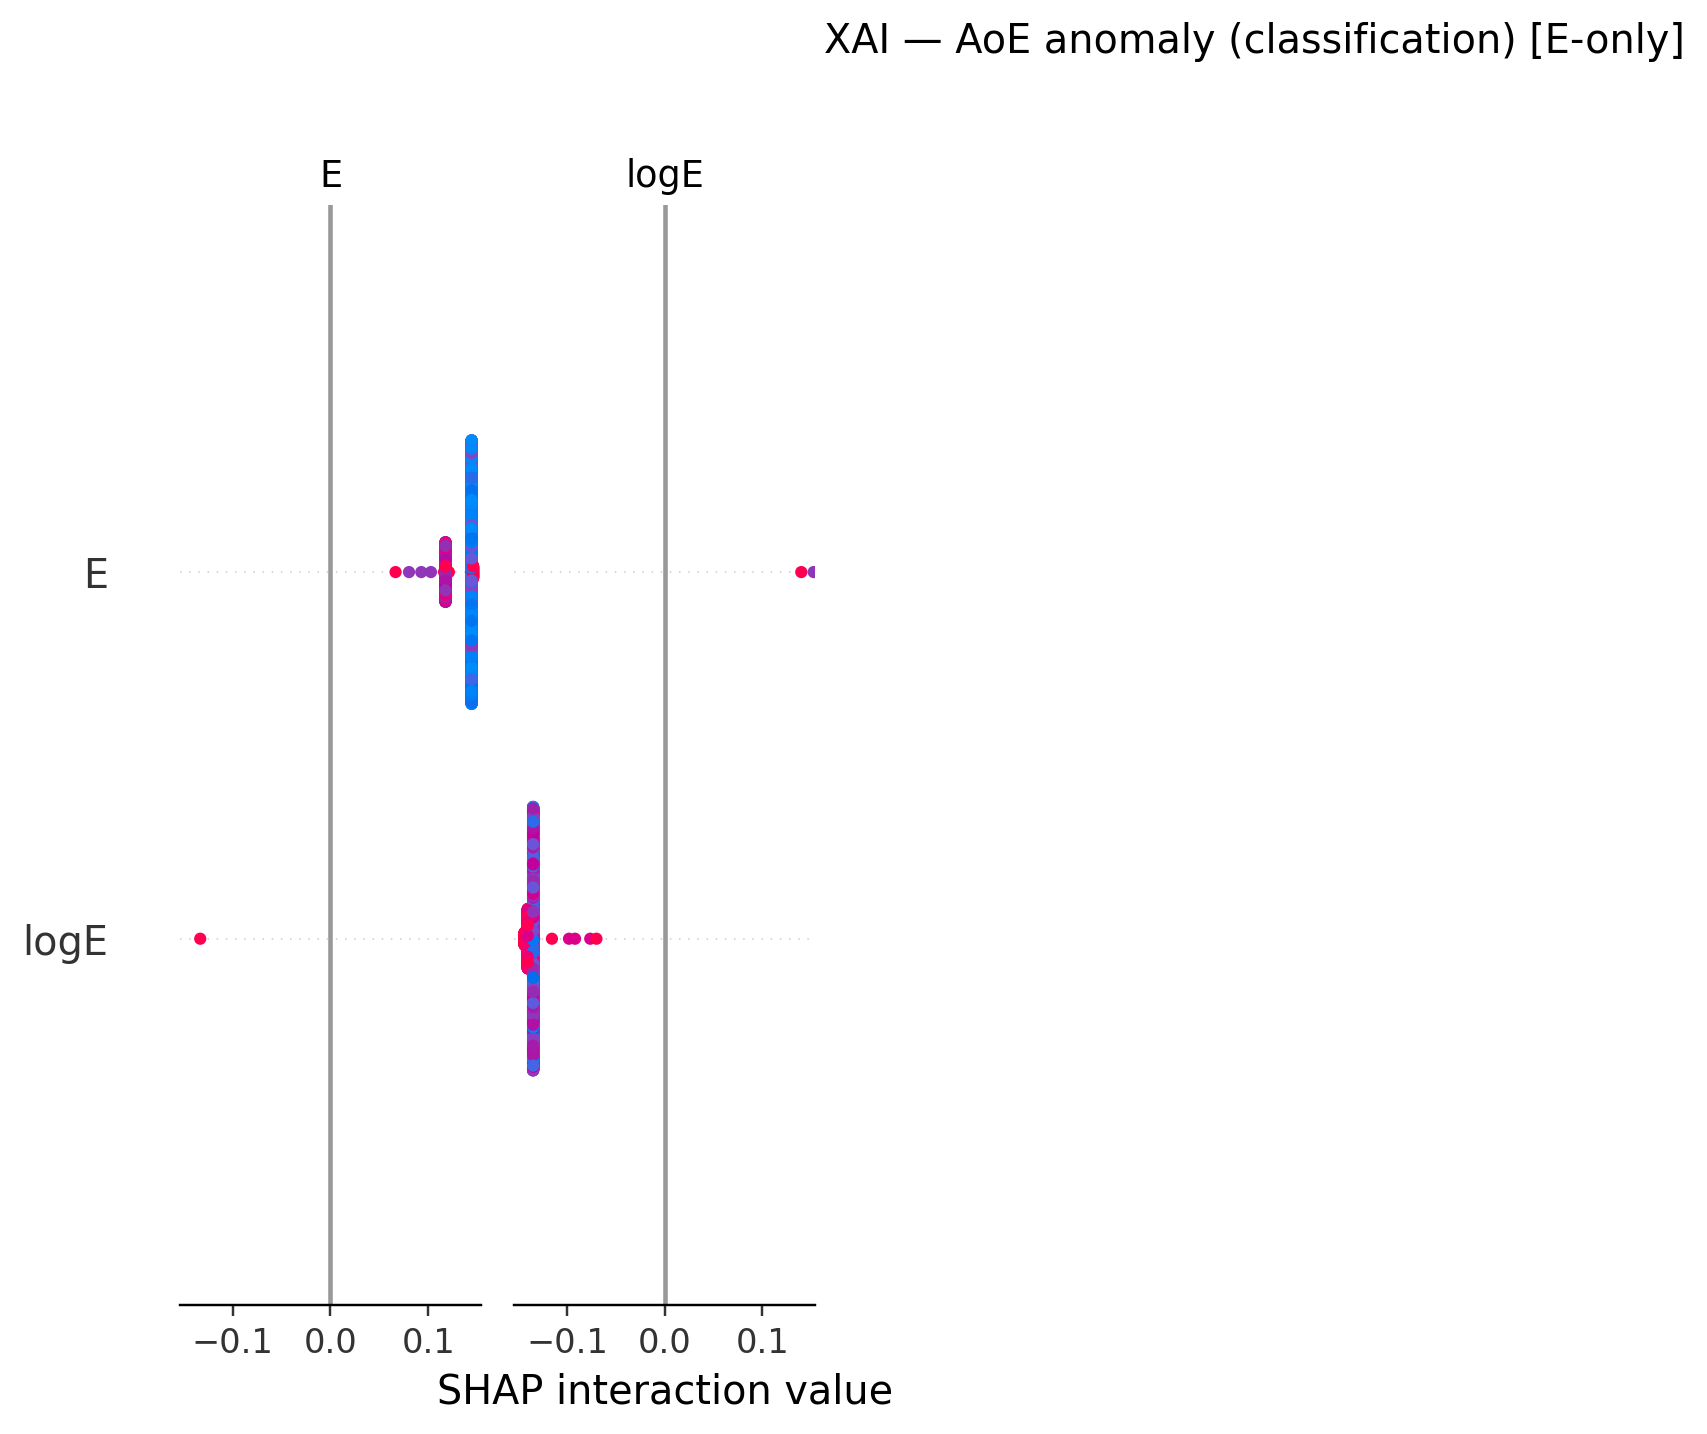 XAI — AoE anomaly (classification) [E-only]
E logE
E
logE
−0.1 0.0 0.1 −0.1 0.0 0.1
SHAP interaction value